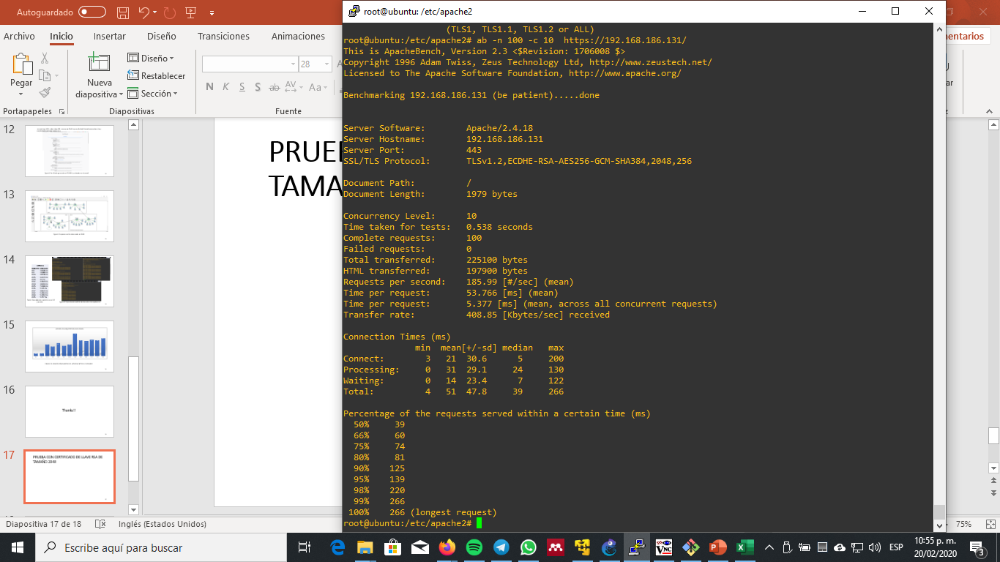 Autoguardado
root@ubuntu: /etc/apache2
Archivo Inicio Insertar Diseño Transiciones Animaciones
Pegar
Nueva diapositiva
Diseño
Restablecer
Sección
28
N K S S ab AV Aa
Portapapeles Diapositivas Fuente
12
13
14
15
16
Thanks!!
17
PRUEBA CON CERTIFICADO DE LLAVE RSA DE
TAMAÑO 2048
PRUE
TAMA
(TLS1, TLS1.1, TLS1.2 or ALL)
root@ubuntu:/etc/apache2# ab -n 100 -c 10  https://192.168.186.131/
This is ApacheBench, Version 2.3 <$Revision: 1706008 $>
Copyright 1996 Adam Twiss, Zeus Technology Ltd, http://www.zeustech.net/
Licensed to The Apache Software Foundation, http://www.apache.org/
Benchmarking 192.168.186.131 (be patient).....done
Server Software:        Apache/2.4.18
Server Hostname:        192.168.186.131
Server Port:            443
SSL/TLS Protocol:       TLSv1.2,ECDHE-RSA-AES256-GCM-SHA384,2048,256
Document Path:          /
Document Length:        1979 bytes
Concurrency Level:      10
Time taken for tests:   0.538 seconds
Complete requests:      100
Failed requests:        0
Total transferred:      225100 bytes
HTML transferred:       197900 bytes
Requests per second:    185.99 [#/sec] (mean)
Time per request:       53.766 [ms] (mean)
Time per request:       5.377 [ms] (mean, across all concurrent requests)
Transfer rate:          408.85 [Kbytes/sec] received
Connection Times (ms)
              min  mean[+/-sd] median   max
Connect:        3   21  30.6      5     200
Processing:     0   31  29.1     24     130
Waiting:        0   14  23.4      7     122
Total:          4   51  47.8     39     266
Percentage of the requests served within a certain time (ms)
  50%     39
  66%     60
  75%     74
  80%     81
  90%    125
  95%    139
  98%    220
  99%    266
 100%    266 (longest request)
root@ubuntu:/etc/apache2#
entarios
ar
Diapositiva 17 de 18 Inglés (Estados Unidos)
75%
Escribe aquí para buscar
ESP
10:55 p. m.
20/02/2020
3